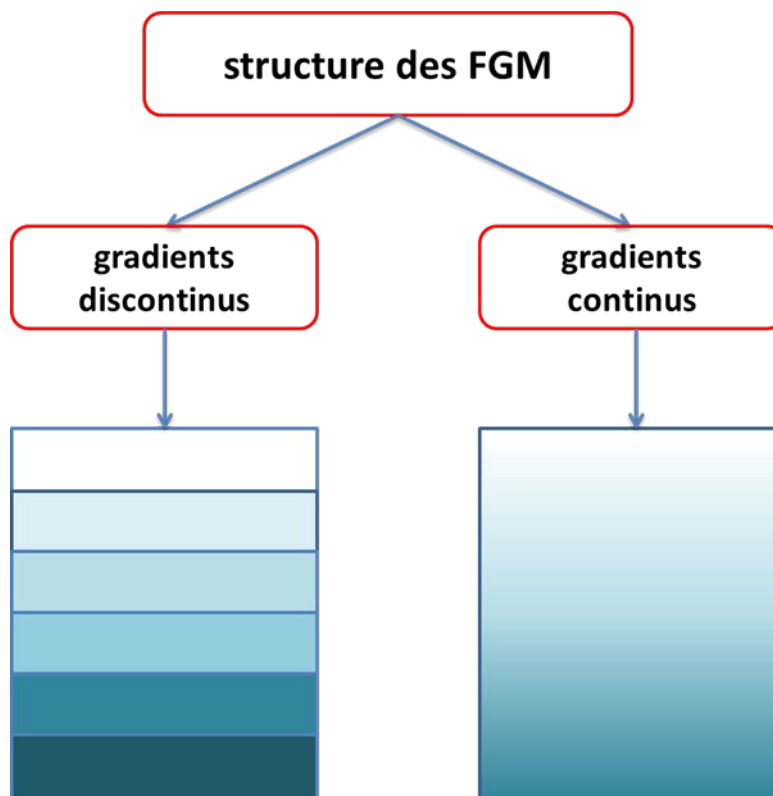 structure des FGM
gradients
discontinus
gradients
continus